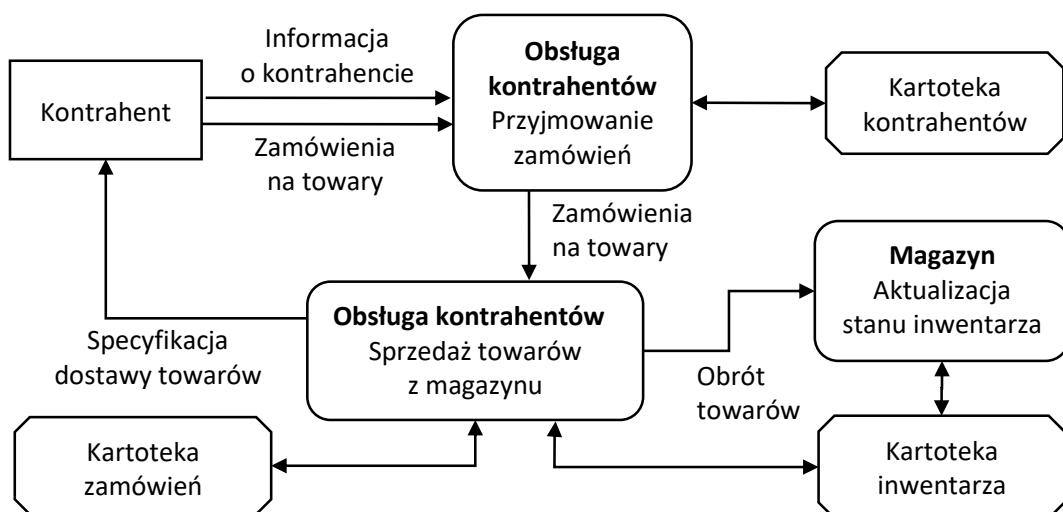 Informacja
o kontrahencie
Kontrahent
Zamówienia
na towary
Obsługa
kontrahentów
Przyjmowanie
zamówień
Kartoteka
kontrahentów
Zamówienia
na towary
Magazyn
Aktualizacja
stanu inwentarza
Obsługa kontrahentów
Sprzedaż towarów
z magazynu
Specyfikacja
dostawy towarów
Obrót
towarów
Kartoteka
zamówień
Kartoteka
inwentarza